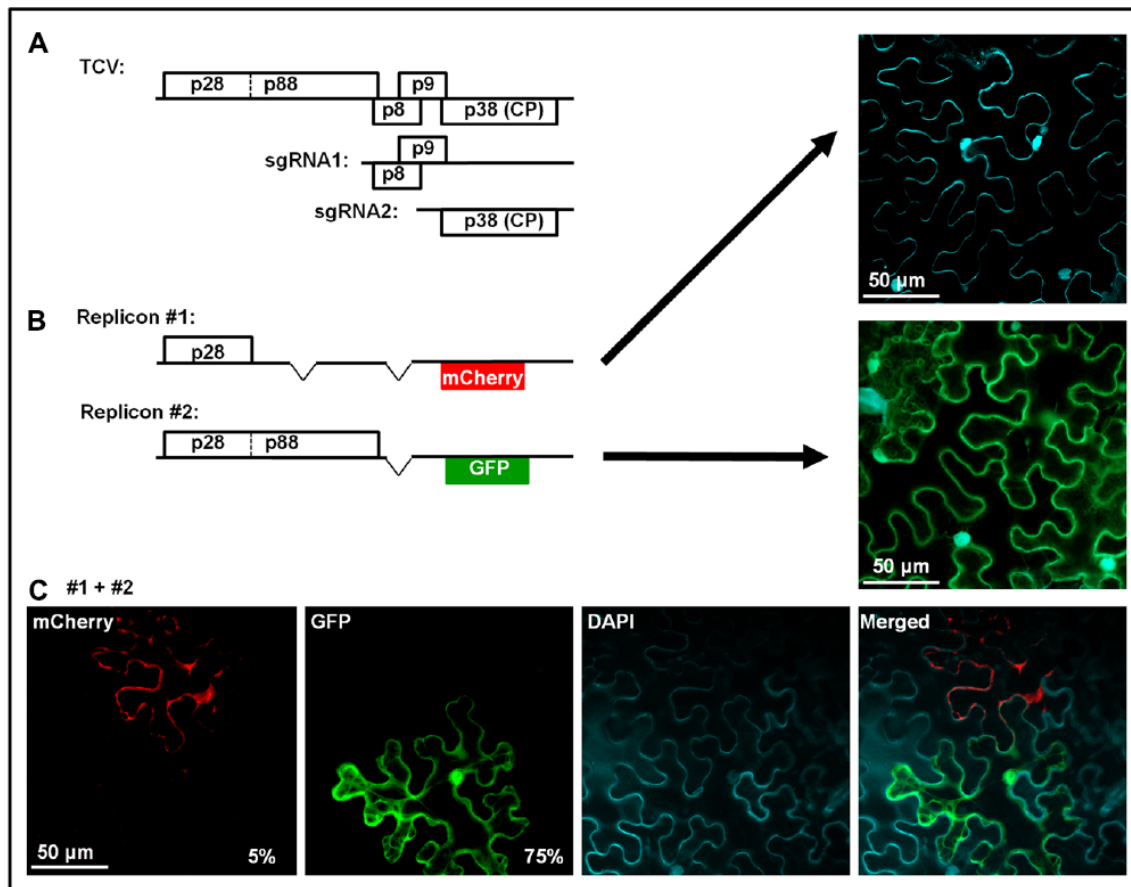 A
TCV:
p28 p88
p9
p8
p38 (CP)
sgRNA1:
p9
p8
sgRNA2:
p38 (CP)
50 µm
B
Replicon #1:
p28
mCherry
Replicon #2:
p28 p88
GFP
50 µm
C #1 + #2
mCherry
50 µm
5%
GFP
75%
DAPI
Merged